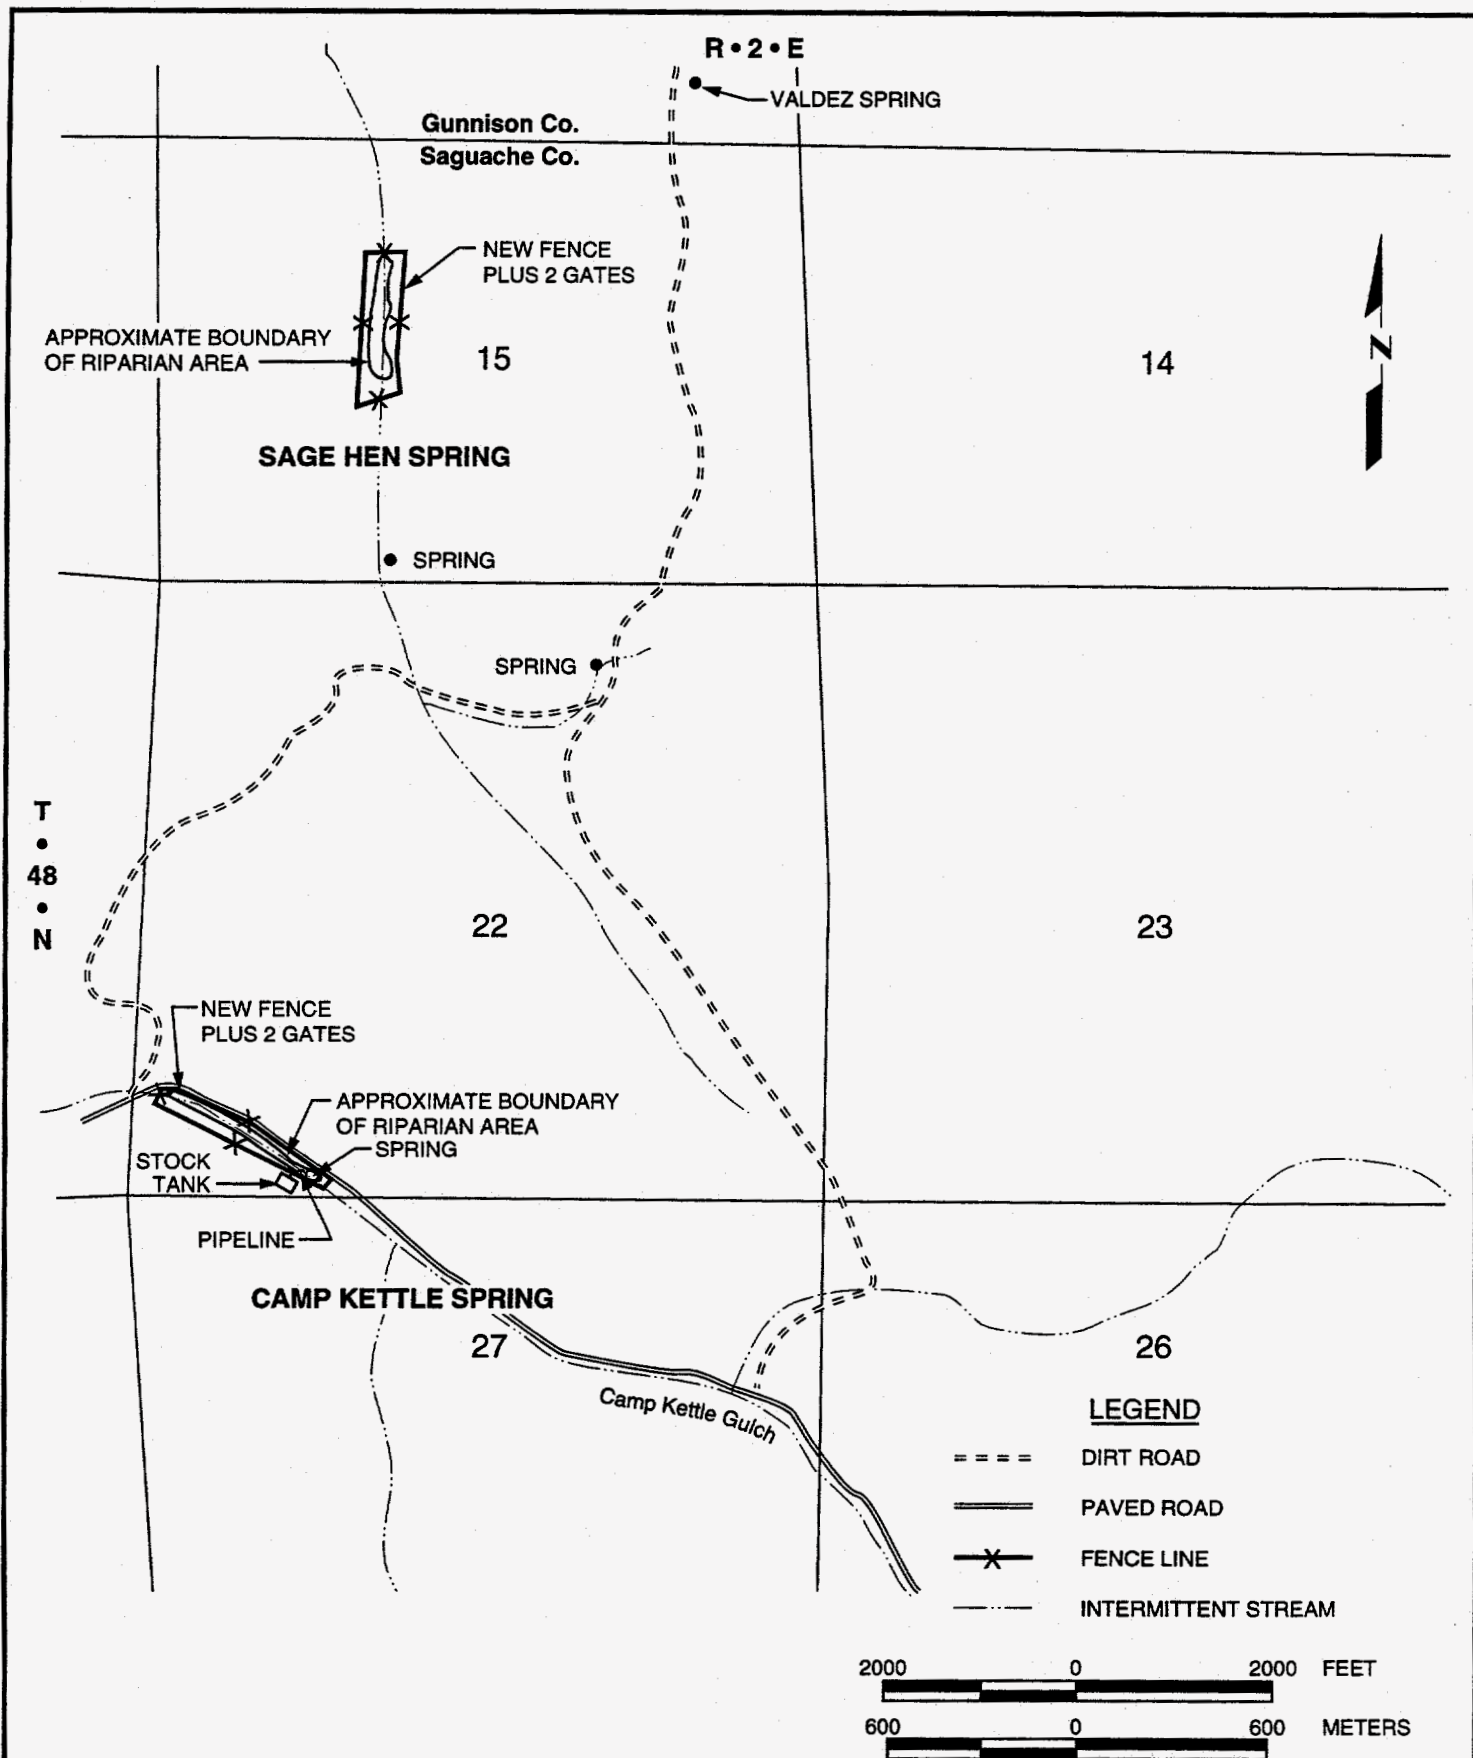 R • 2 • E
VALDEZ SPRING
Gunnison Co.
Saguache Co.
NEW FENCE
PLUS 2 GATES
APPROXIMATE BOUNDARY
OF RIPARIAN AREA
15
14
N
SAGE HEN SPRING
SPRING
SPRING
T
•
48
•
N
22
23
NEW FENCE
PLUS 2 GATES
APPROXIMATE BOUNDARY
OF RIPARIAN AREA
SPRING
STOCK
TANK
PIPELINE
CAMP KETTLE SPRING
27
26
Camp Kettle Gulch
LEGEND
DIRT ROAD
PAVED ROAD
FENCE LINE
INTERMITTENT STREAM
2000 0 2000 FEET
600 0 600 METERS